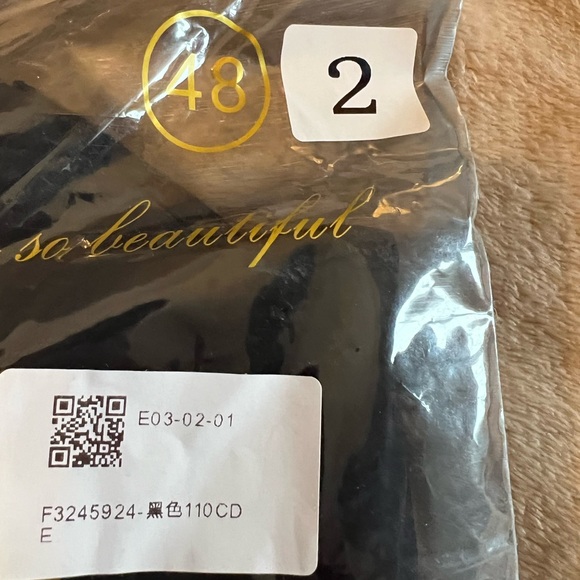 48
2
so beautiful
E03-02-01
F3245924-黑色110CD
E